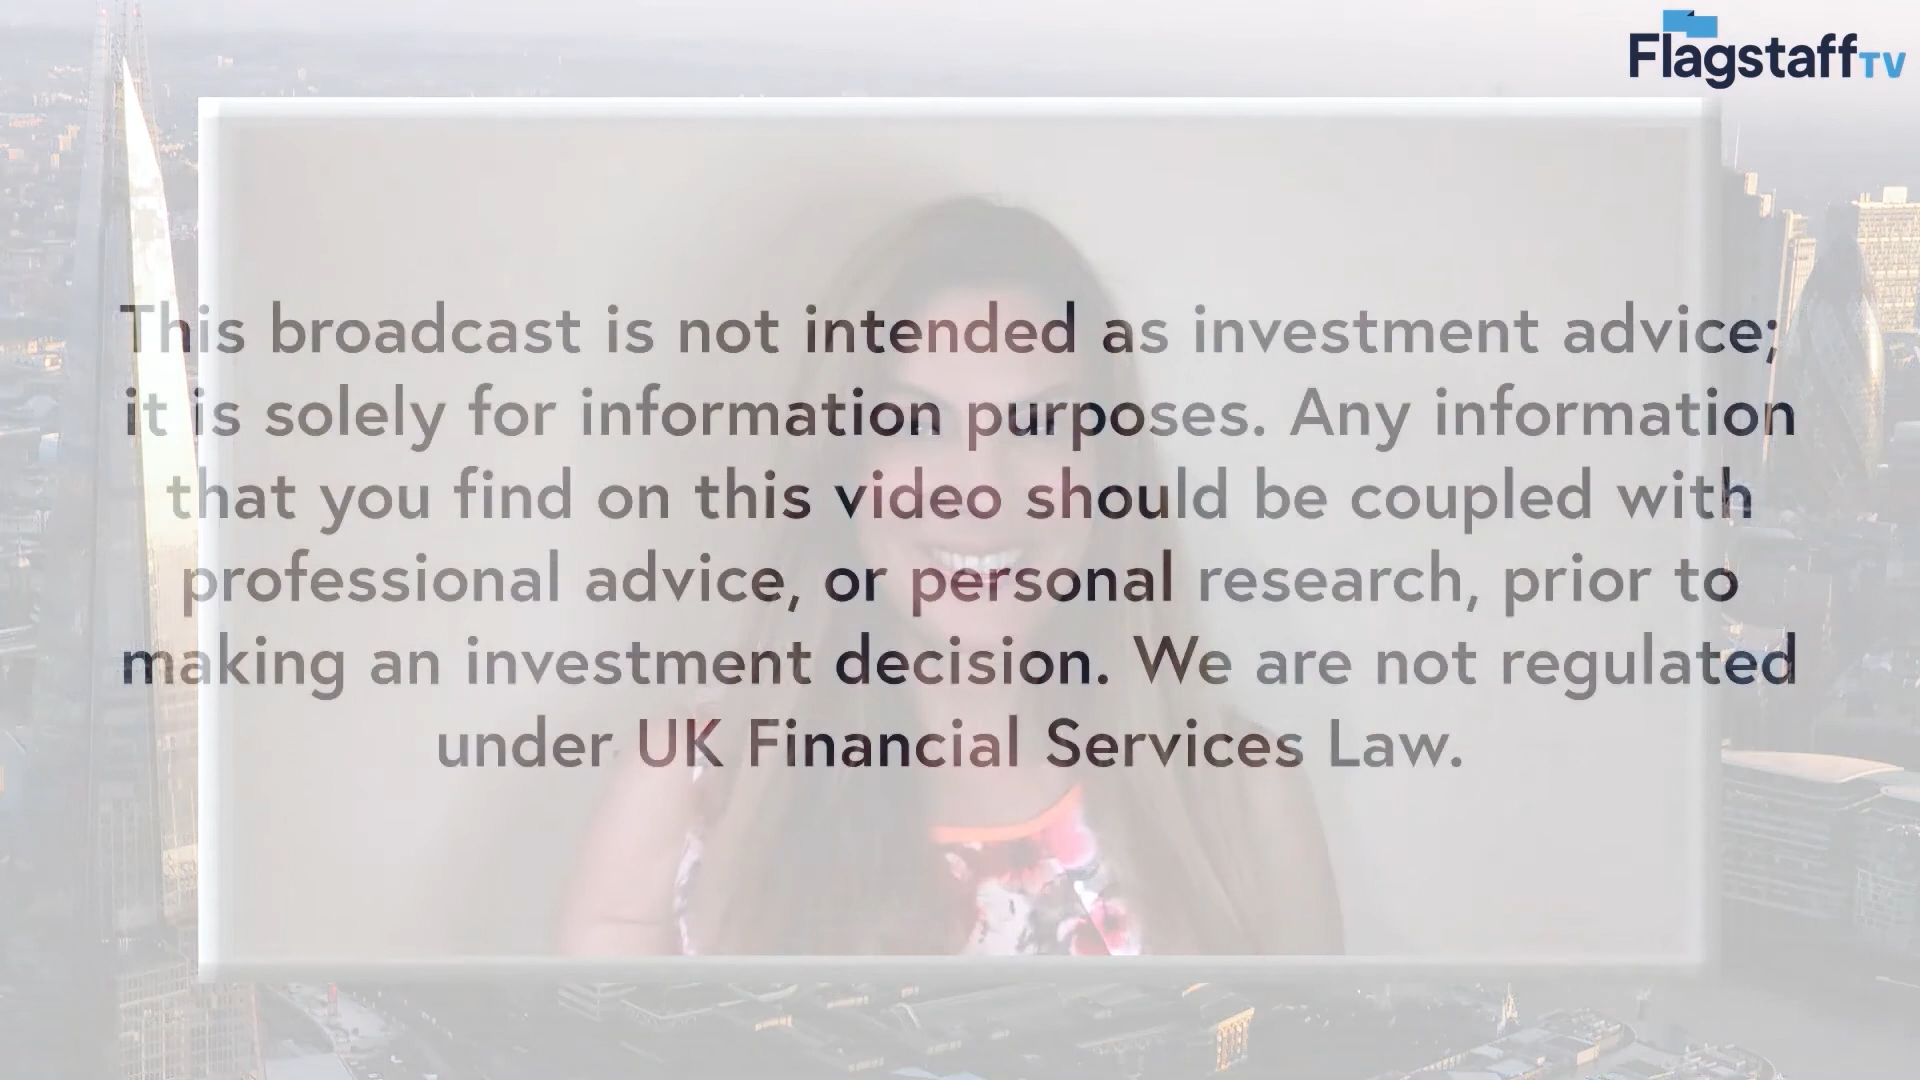 FlagstaffTV
This broadcast is not intended as investment advice;
it is solely for information purposes. Any information
that you find on this video should be coupled with
professional advice, or personal research, prior to
making an investment decision. We are not regulated
under UK Financial Services Law.